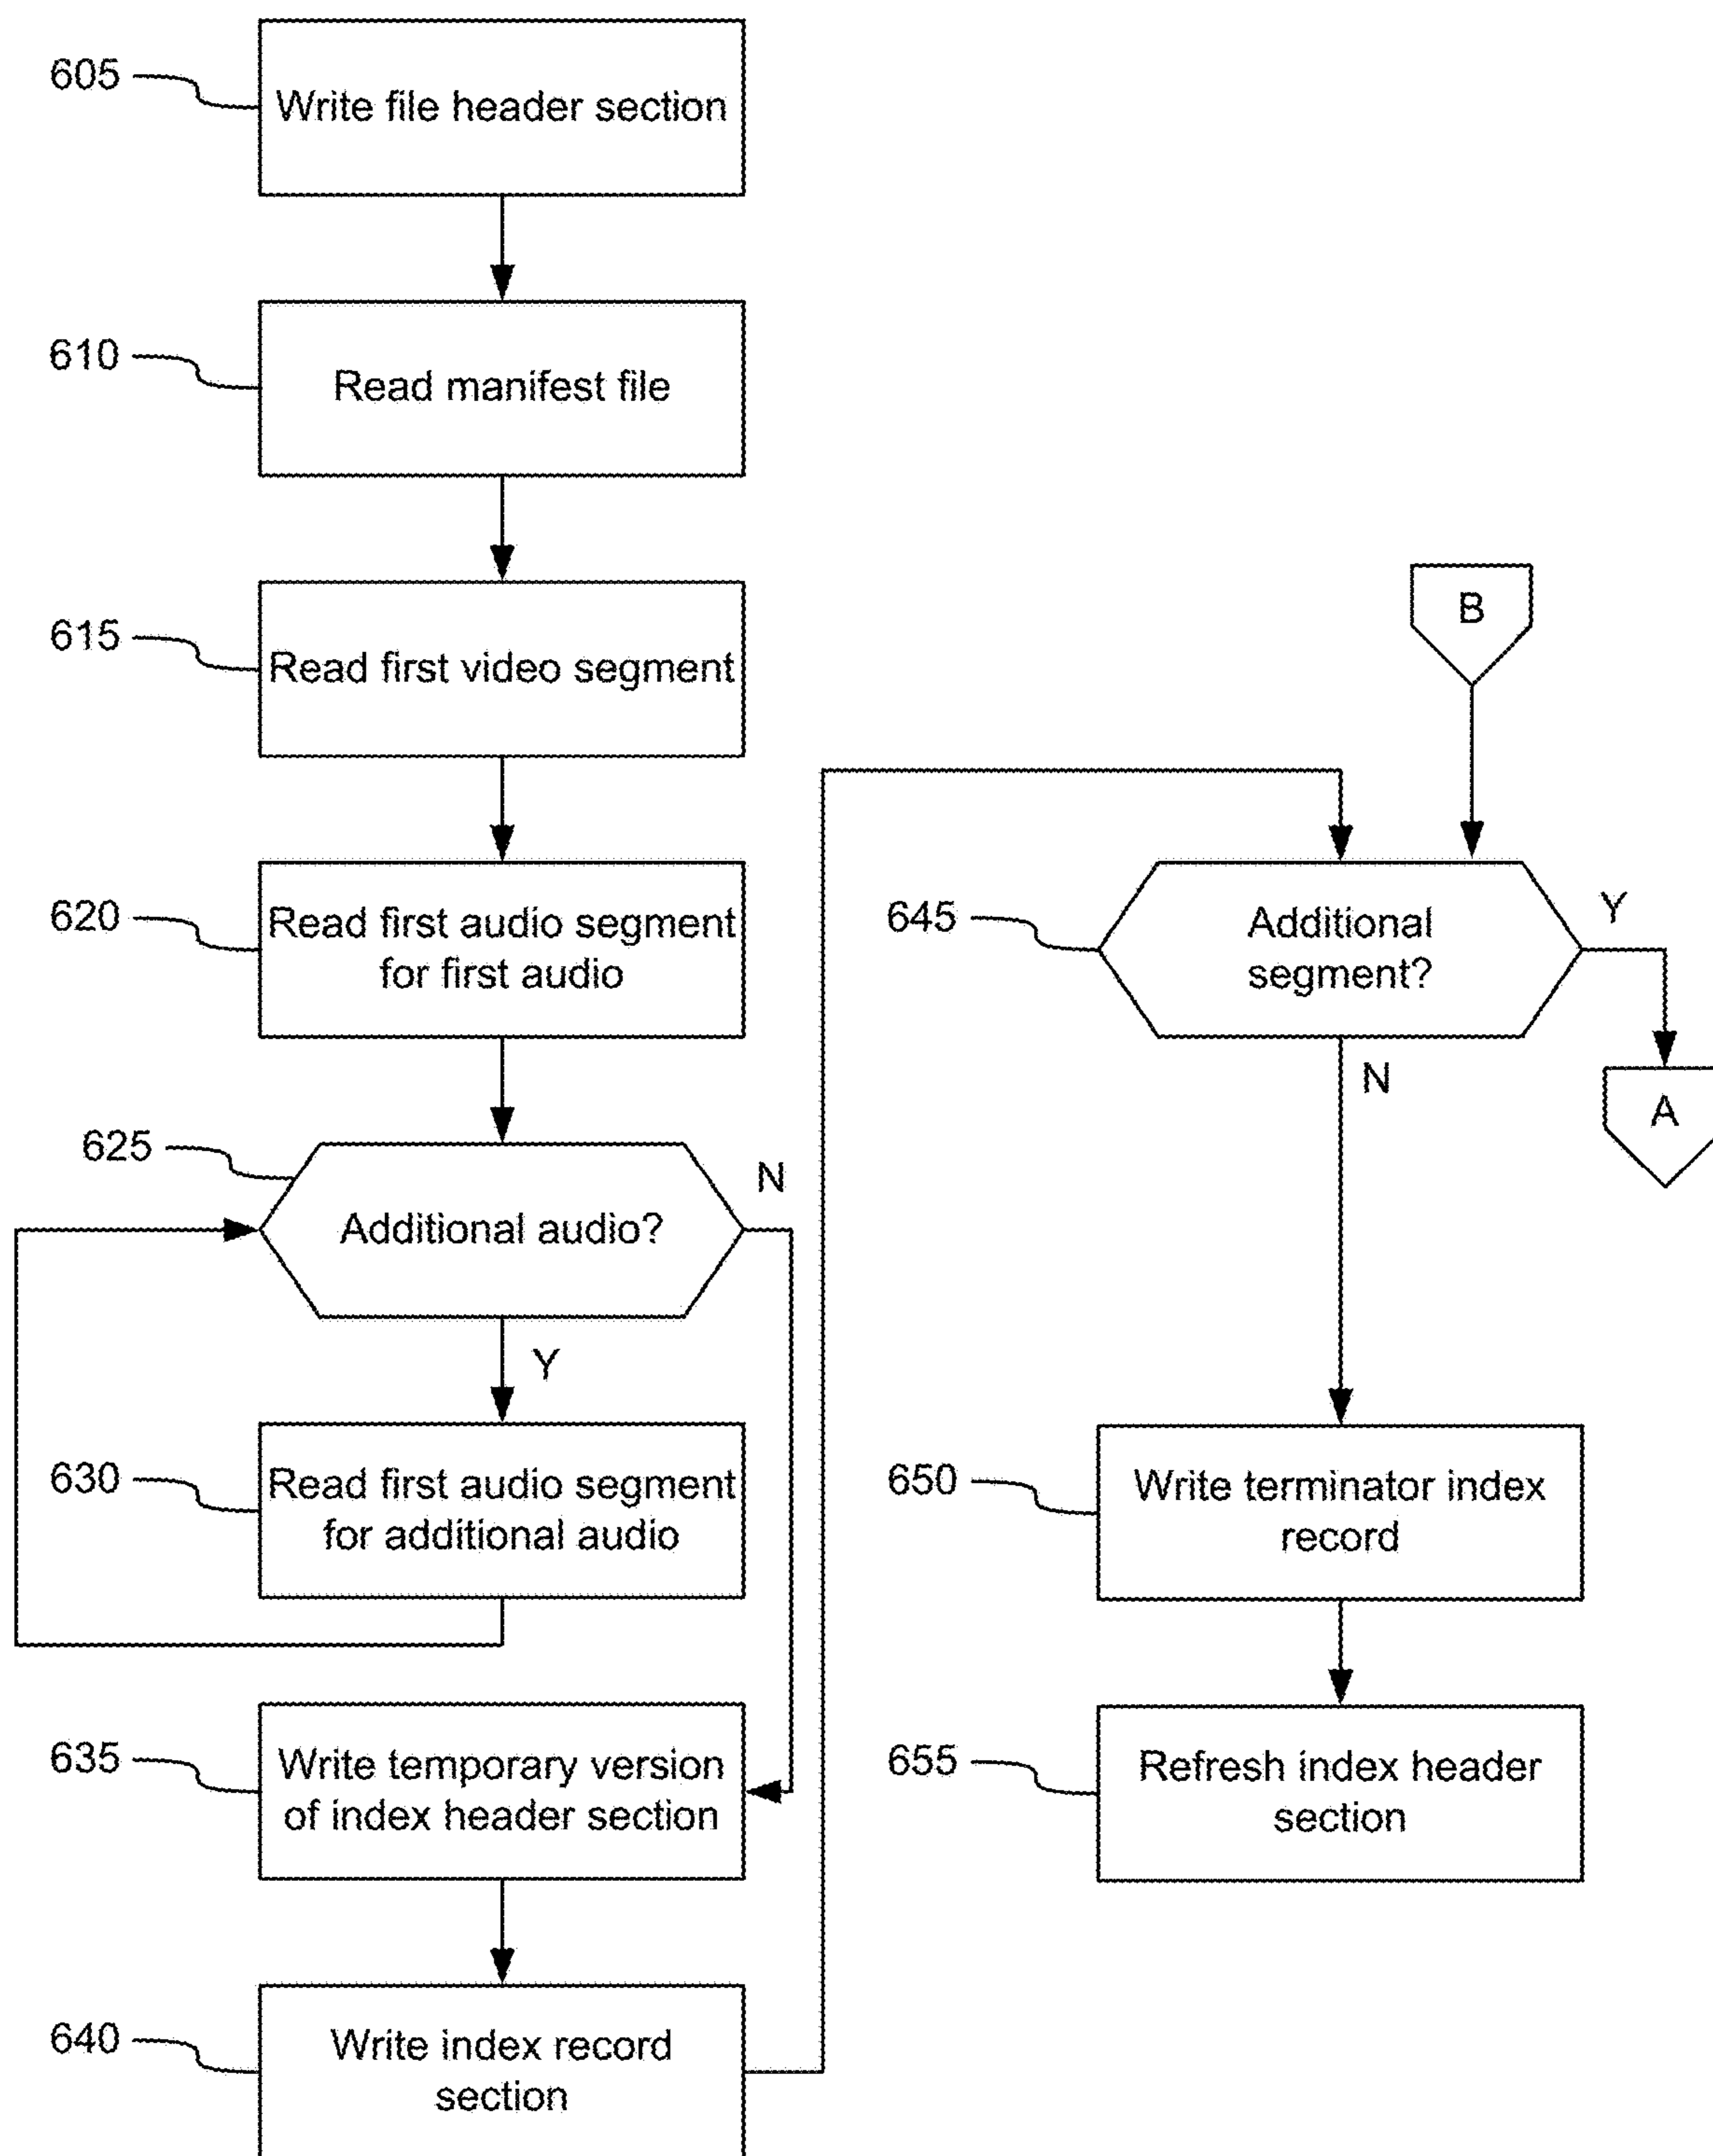 605
Write file header section
610
Read manifest file
615
Read first video segment
620
Read first audio segment
for first audio
625
Additional audio?
N
Y
630
Read first audio segment
for additional audio
635
Write temporary version
of index header section
640
Write index record
section
B
645
Additional
segment?
Y
A
N
650
Write terminator index
record
655
Refresh index header
section